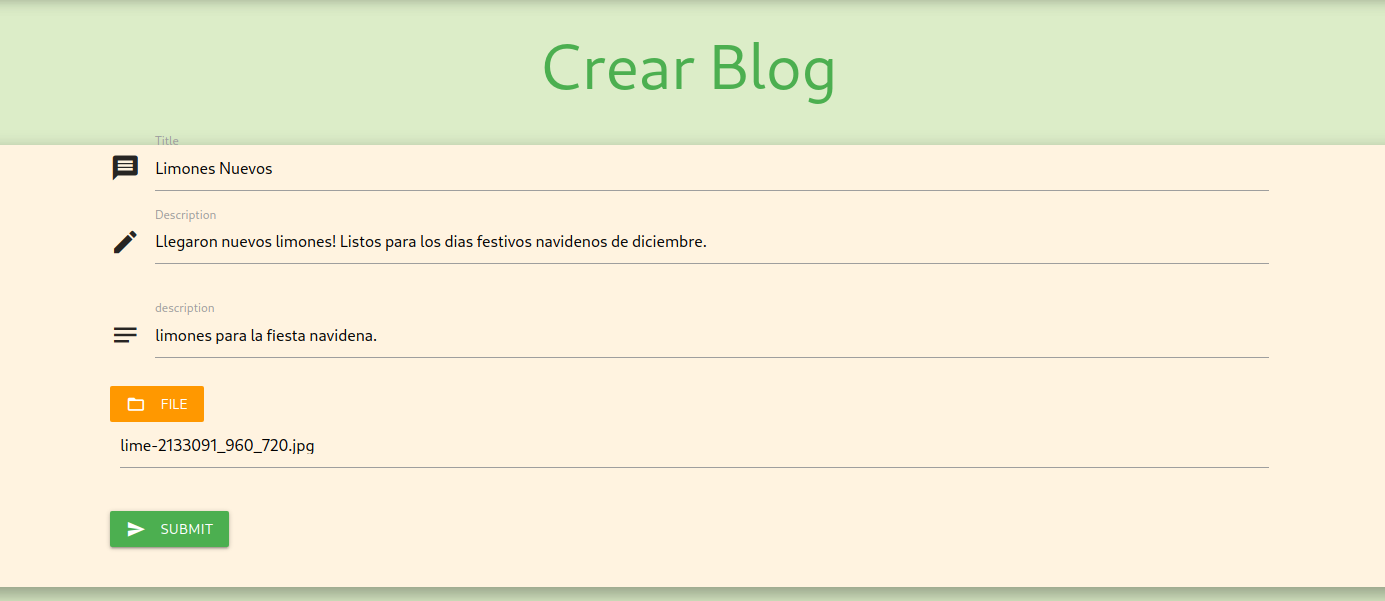 Crear Blog
Title
Limones Nuevos
Description
Llegaron nuevos limones! Listos para los dias festivos navidenos de diciembre.
description
limones para la fiesta navidena.
FILE
lime-2133091_960_720.jpg
SUBMIT